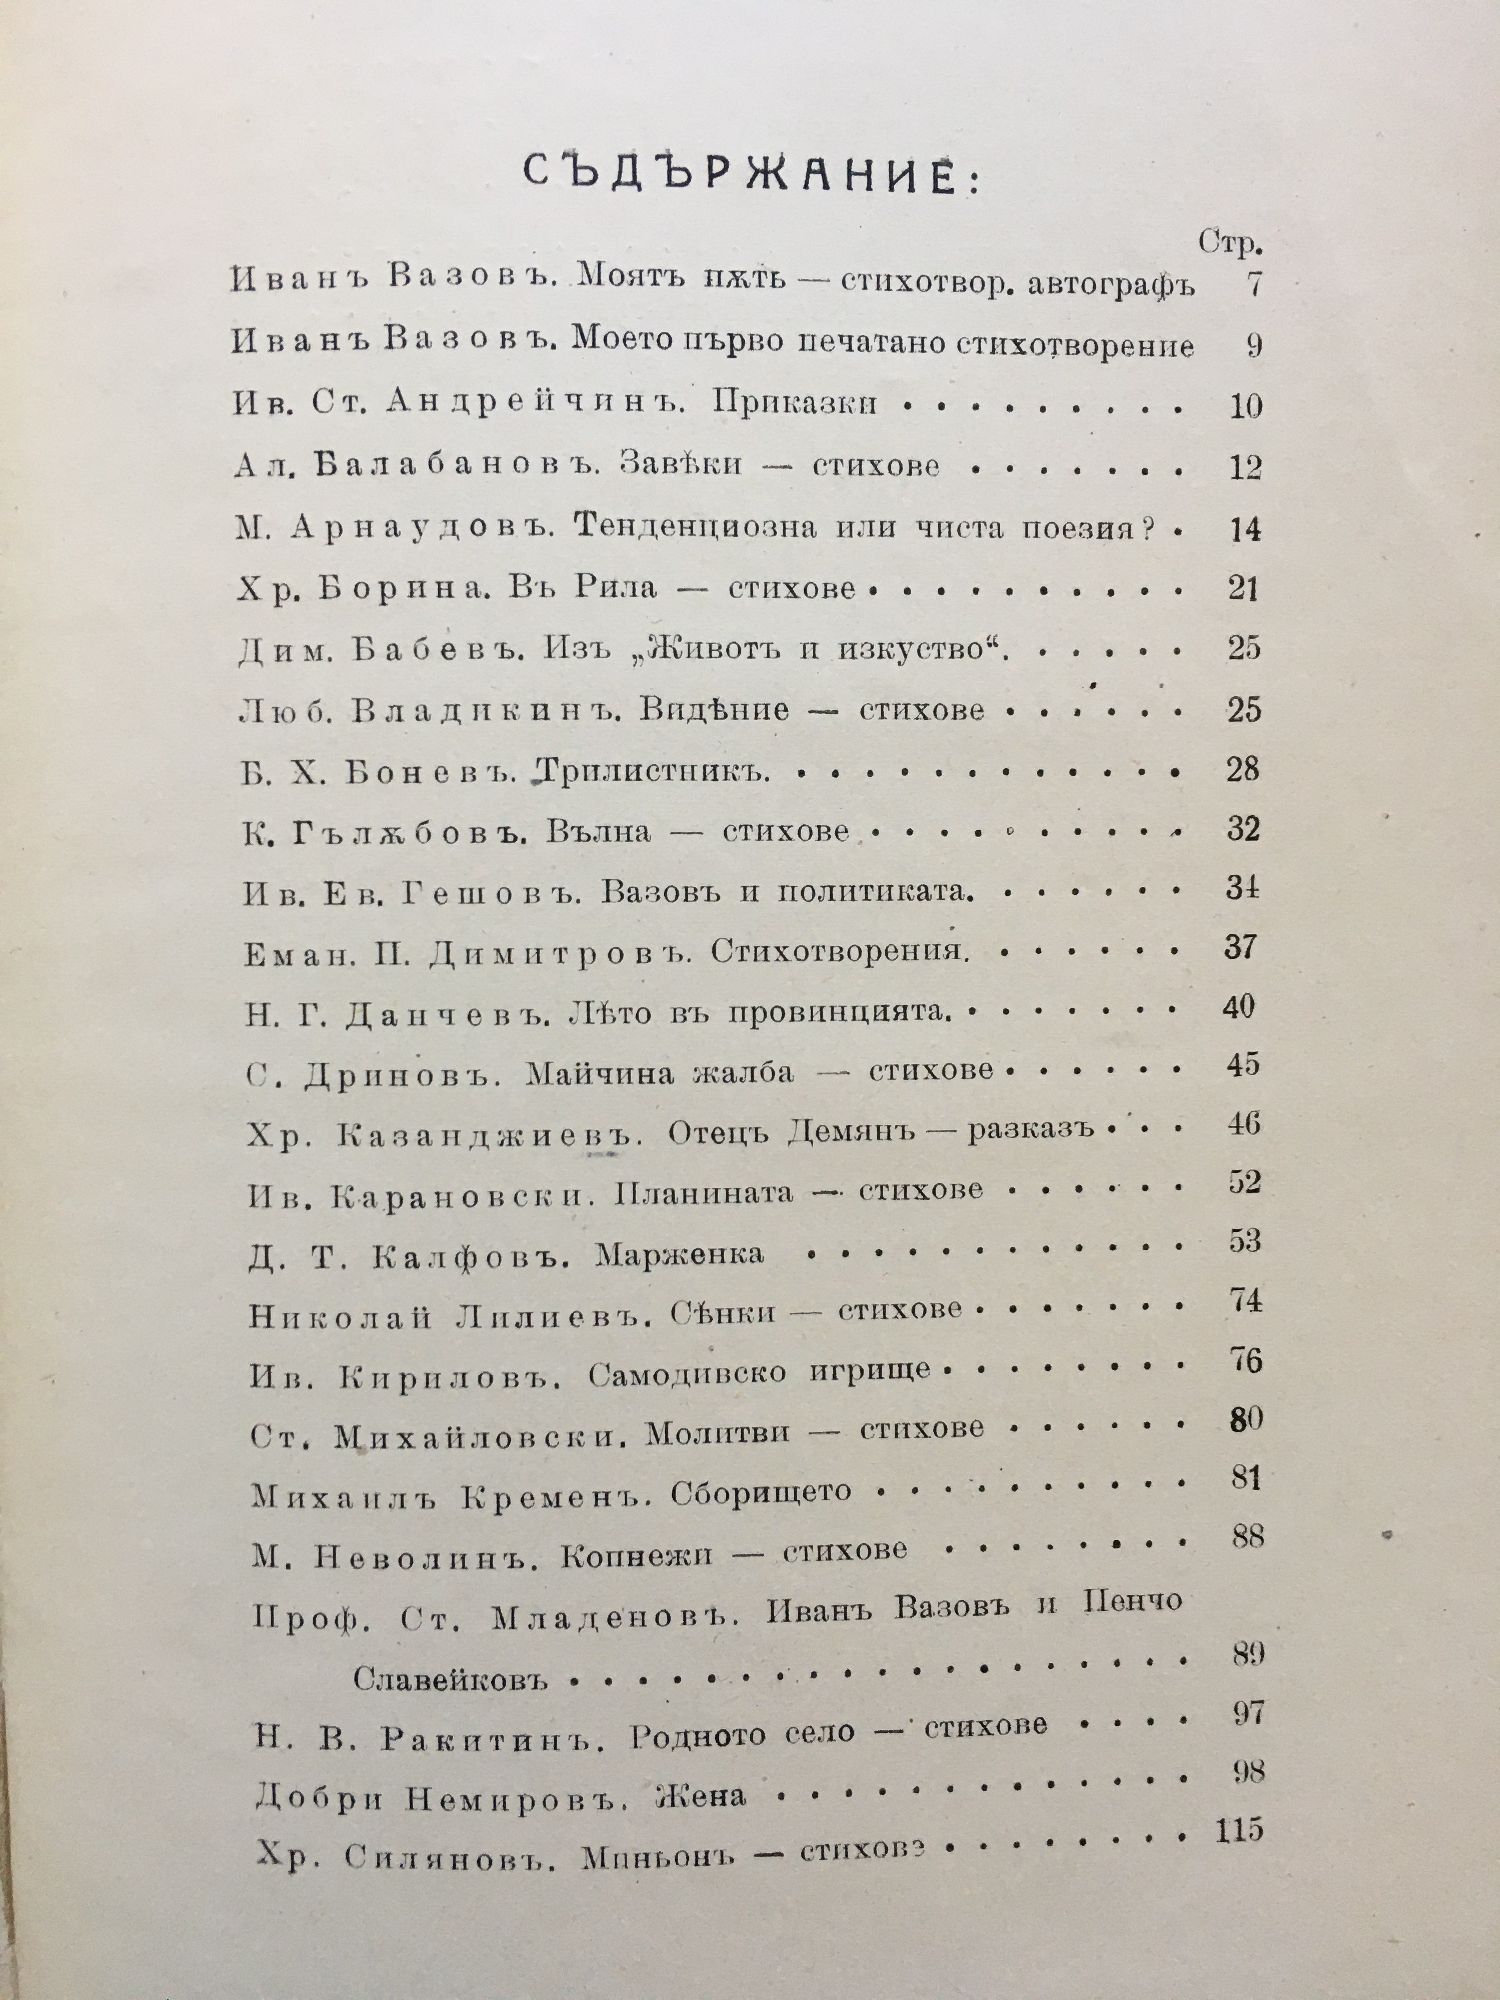 СЪДЪРЖАНИЕ:
Стр.
Иванъ Вазовъ. Моятъ пѫть — стихотвор. автографъ 7
Иванъ Вазовъ. Моето първо печатано стихотворение 9
Ив. Ст. Андрейчинъ. Приказки . . . . . . . . . 10
Ал. Балабановъ. Завѣки — стихове . . . . . . . 12
М. Арнаудовъ. Тенденциозна или чиста поезия? . 14
Хр. Борина. Въ Рила — стихове . . . . . . . . . . 21
Дим. Бабевъ. Изъ „Животъ и изкуство“. . . . . . 25
Люб. Владикинъ. Видѣние — стихове . . . . . . 25
Б. Х. Боневъ. Трилистникъ. . . . . . . . . . . . . 28
К. Гълѫбовъ. Вълна — стихове . . . . . . . . . . 32
Ив. Ев. Гешовъ. Вазовъ и политиката. . . . . . . 34
Еман. П. Димитровъ. Стихотворения. . . . . . . 37
Н. Г. Данчевъ. Лѣто въ провинцията. . . . . . . . 40
С. Дриновъ. Майчина жалба — стихове . . . . . . 45
Хр. Казанджиевъ. Отецъ Демянъ — разказъ . . . 46
Ив. Карановски. Планината — стихове . . . . . . 52
Д. Т. Калфовъ. Марженка . . . . . . . . . . . . 53
Николай Лилиевъ. Сѣнки — стихове . . . . . . . 74
Ив. Кириловъ. Самодивско игрище . . . . . . . . 76
Ст. Михайловски. Молитви — стихове . . . . . . 80
Михаилъ Кременъ. Сборището . . . . . . . . . . 81
М. Неволинъ. Копнежи — стихове . . . . . . . . 88
Проф. Ст. Младеновъ. Иванъ Вазовъ и Пенчо
Славейковъ . . . . . . . . . . . . . . . . . . . 89
Н. В. Ракитинъ. Родното село — стихове . . . . 97
Добри Немировъ. Жена . . . . . . . . . . . . . 98
Хр. Силяновъ. Миньонъ — стихове . . . . . . . . 115